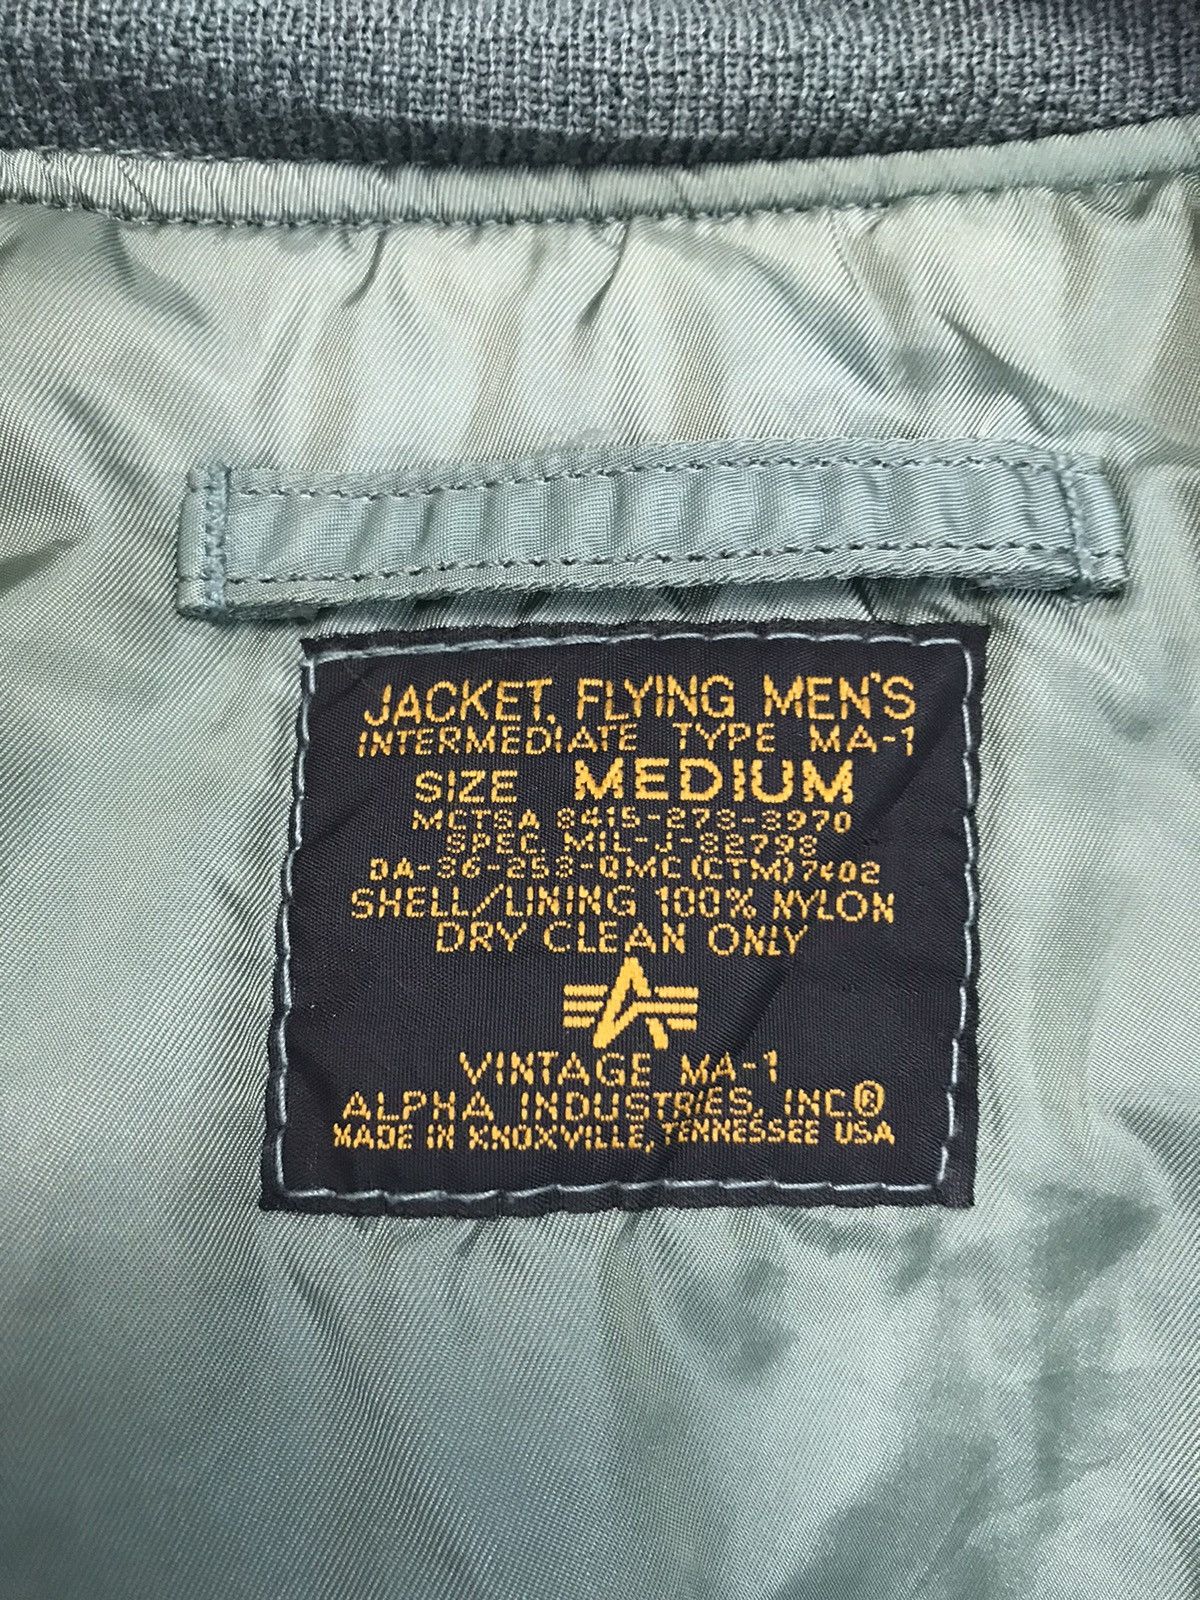 JACKET, FLYING MEN'S
INTERMEDIATE TYPE MA-1
SIZE MEDIUM
MCTSA 8415-273-3970
SPEC MIL-J-82798
DA-36-253-QMC(CTM)7402
SHELL/LINING 100% NYLON
DRY CLEAN ONLY
VINTAGE MA-1
ALPHA INDUSTRIES, INC.®
MADE IN KNOXVILLE, TENNESSEE USA